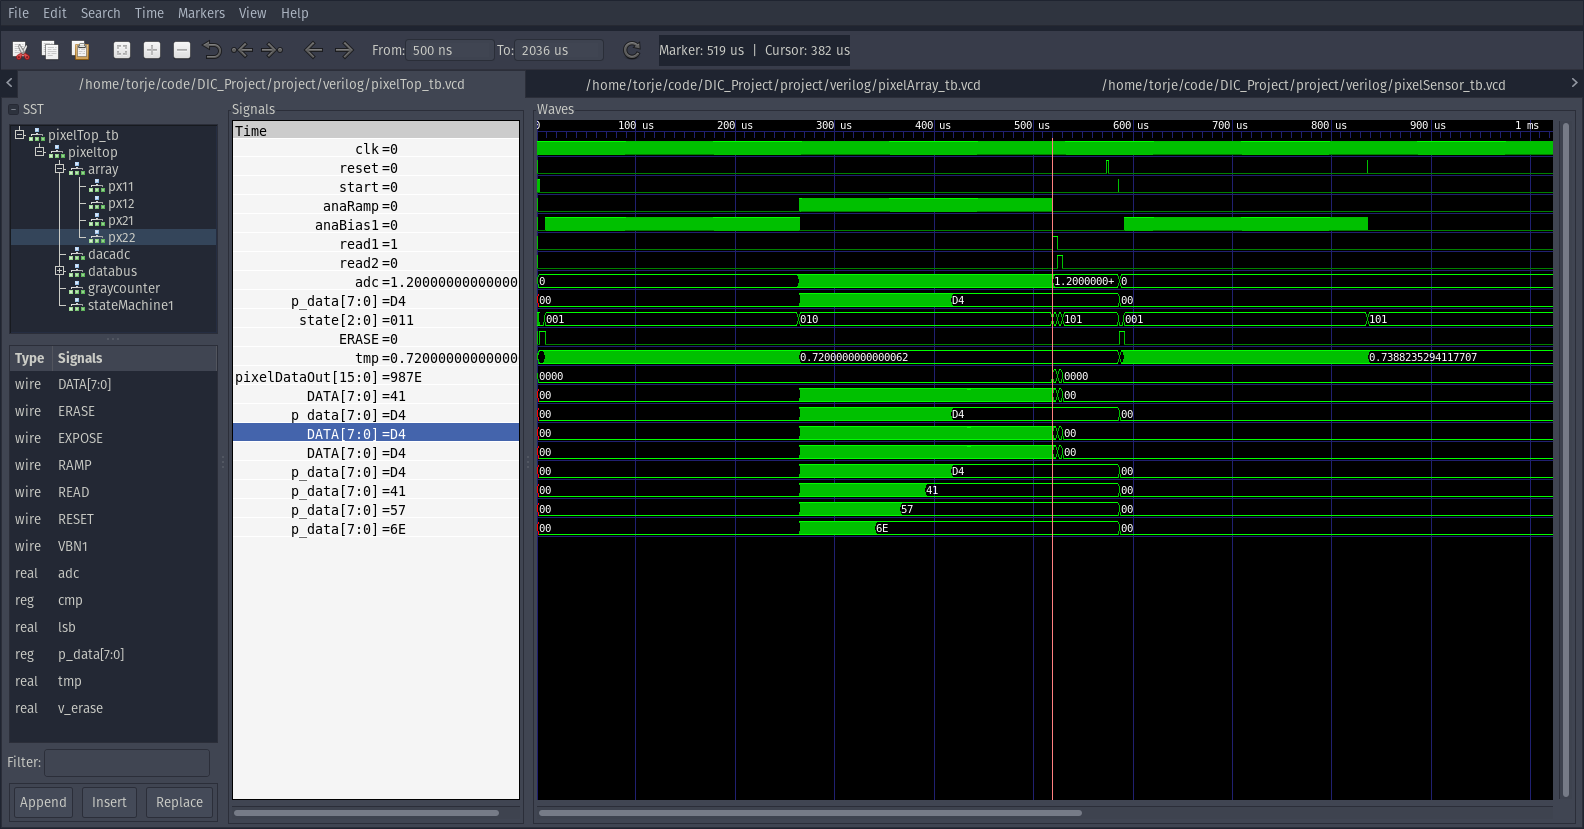 File Edit Search Time Markers View Help
From: 500 ns To: 2036 us Marker: 519 us | Cursor: 382 us
/home/torje/code/DIC_Project/project/verilog/pixelTop_tb.vcd /home/torje/code/DIC_Project/project/verilog/pixelArray_tb.vcd /home/torje/code/DIC_Project/project/verilog/pixelSensor_tb.vcd
SST
pixelTop_tb
pixeltop
array
px11
px12
px21
px22
dacadc
databus
graycounter
stateMachine1
Type Signals
wire DATA[7:0]
wire ERASE
wire EXPOSE
wire RAMP
wire READ
wire RESET
wire VBN1
real adc
reg cmp
real lsb
reg p_data[7:0]
real tmp
real v_erase
Filter:
Append Insert Replace
Signals
Time
clk=0
reset=0
start=0
anaRamp=0
anaBias1=0
read1=1
read2=0
adc=1.20000000000000
p_data[7:0]=D4
state[2:0]=011
ERASE=0
tmp=0.72000000000000
pixelDataOut[15:0]=987E
DATA[7:0]=41
p_data[7:0]=D4
DATA[7:0]=D4
DATA[7:0]=D4
p_data[7:0]=D4
p_data[7:0]=41
p_data[7:0]=57
p_data[7:0]=6E
Waves
0 100 us 200 us 300 us 400 us 500 us 600 us 700 us 800 us 900 us 1 ms
0 1.2000000+ 0
00 D4 00
001 010 101 001 101
0.7200000000000062 0.7388235294117707
0000 0000
00 00
00 D4 00
00 00
00 00
00 D4 00
00 41 00
00 57 00
00 6E 00